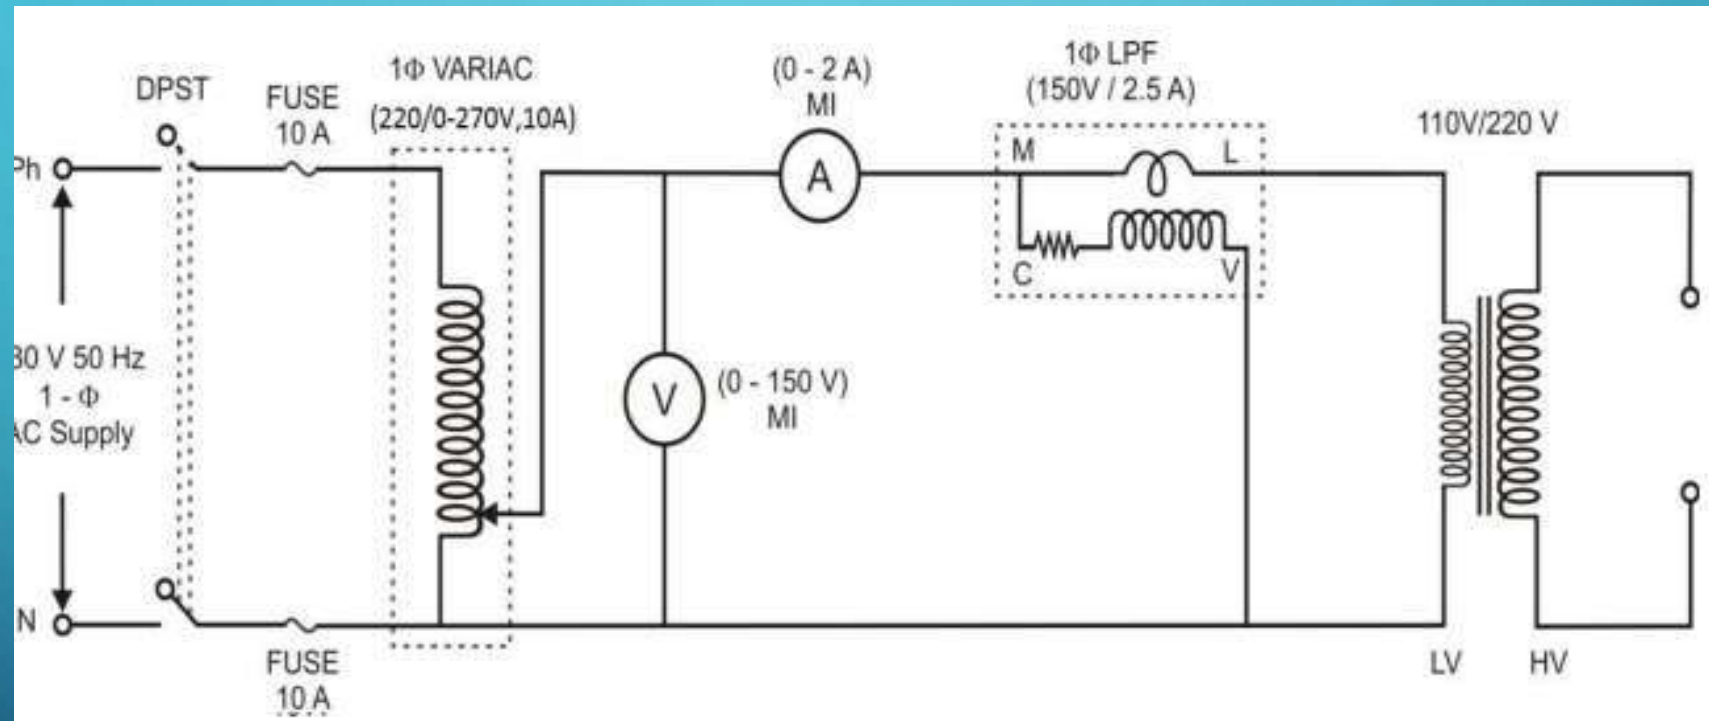 DPST
FUSE
10 A
1Φ VARIAC
(220/0-270V,10A)
(0 - 2 A)
MI
A
1Φ LPF
(150V / 2.5 A)
M
L
C
V
110V/220 V
Ph
V 50 Hz
1 - Φ
AC Supply
N
V
(0 - 150 V)
MI
FUSE
10 A
LV
HV